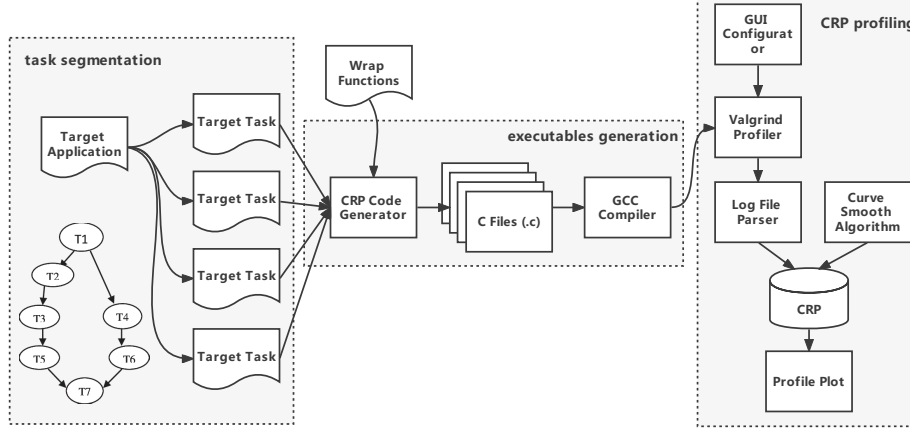 task segmentation
Target
Application
Target Task
Target Task
Target Task
Target Task
T1
T2
T3
T4
T5
T6
T7
Wrap
Functions
executables generation
CRP Code
Generator
C Files (.c)
GCC
Compiler
CRP profiling
GUI
Configurat
or
Valgrind
Profiler
Log File
Parser
Curve
Smooth
Algorithm
CRP
Profile Plot